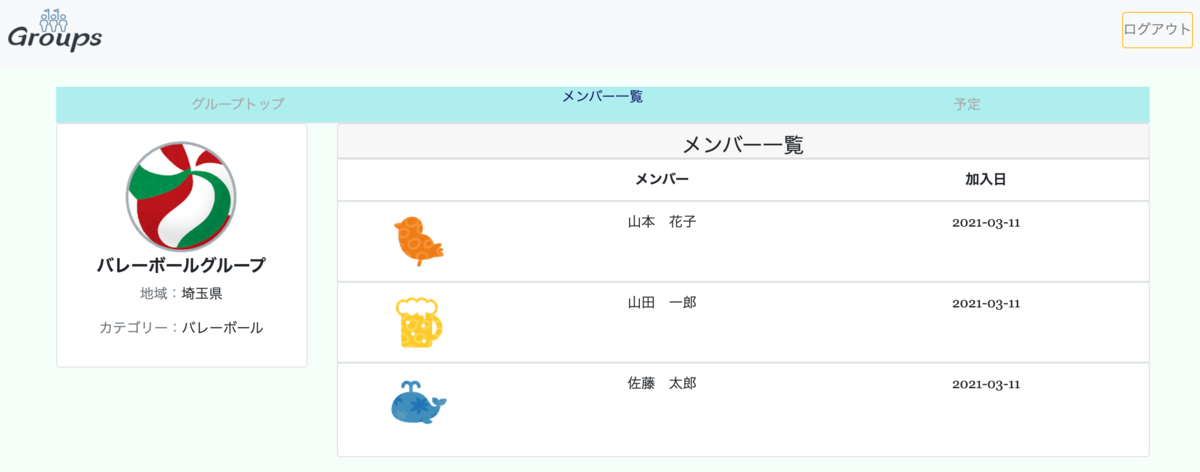 Groups
ログアウト
グループトップ メンバー一覧 予定
バレーボールグループ
地域：埼玉県
カテゴリー：バレーボール
メンバー一覧
メンバー 加入日
山本　花子 2021-03-11
山田　一郎 2021-03-11
佐藤　太郎 2021-03-11